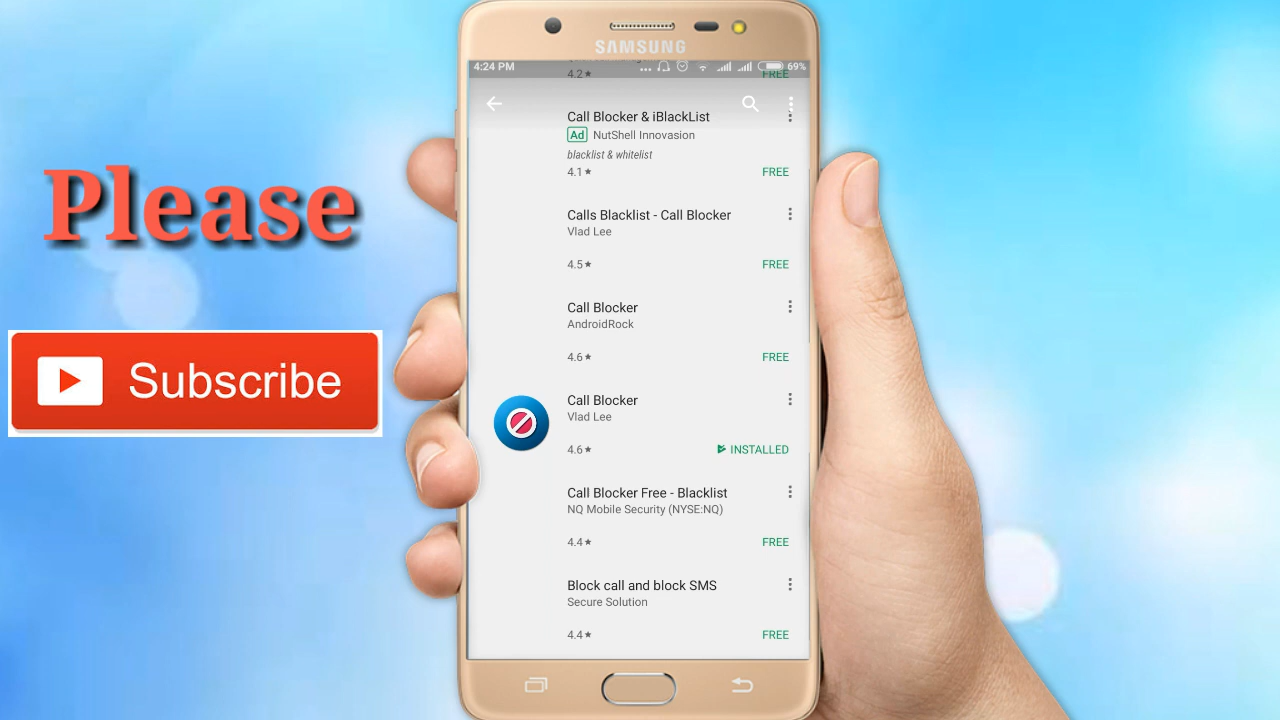 Please
Subscribe
SAMSUNG
4:24 PM
69%
4.2
FREE
Call Blocker & iBlackList
Ad NutShell Innovasion
blacklist & whitelist
4.1
FREE
Calls Blacklist - Call Blocker
Vlad Lee
4.5
FREE
Call Blocker
AndroidRock
4.6
FREE
Call Blocker
Vlad Lee
4.6
INSTALLED
Call Blocker Free - Blacklist
NQ Mobile Security (NYSE:NQ)
4.4
FREE
Block call and block SMS
Secure Solution
4.4
FREE